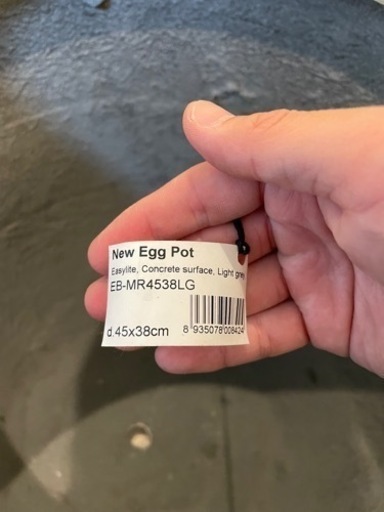 New Egg Pot
Easylite, Concrete surface, Light grey
EB-MR4538LG
d.45x38cm
8 935078 008424